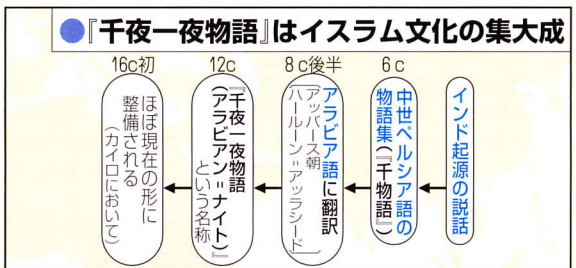 ●『千夜一夜物語』はイスラム文化の集大成
インド起源の説話
6c
中世ペルシア語の
物語集(『千物語』)
8c後半
アラビア語に翻訳
〔アッバース朝
ハールーン=アッラシード〕
12c
『千夜一夜物語
(アラビアン=ナイト)』
という名称
16c初
ほぼ現在の形に
整備される
(カイロにおいて)